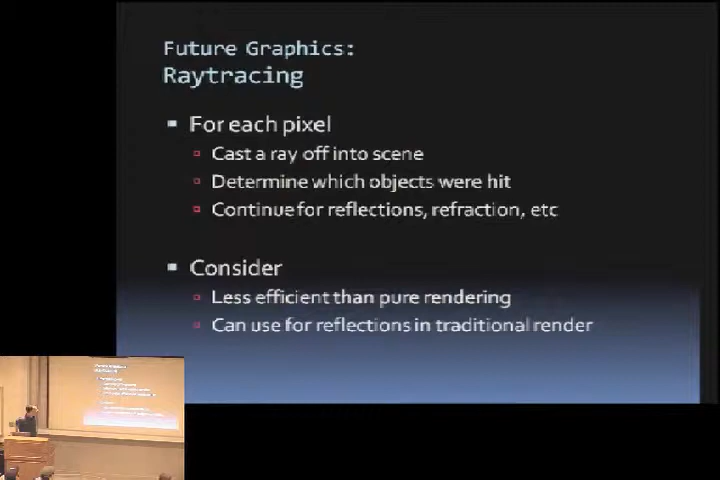 Future Graphics:
Raytracing
For each pixel
Cast a ray off into scene
Determine which objects were hit
Continue for reflections, refraction, etc
Consider
Less efficient than pure rendering
Can use for reflections in traditional render